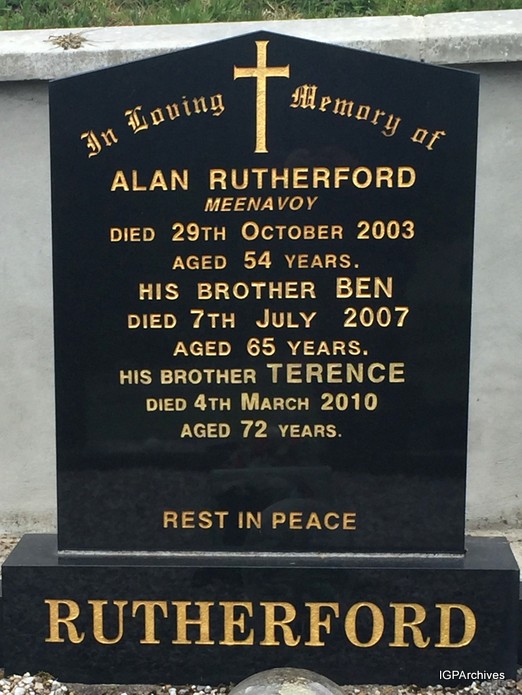 In Loving Memory of
ALAN RUTHERFORD
MEENAVOY
DIED 29TH OCTOBER 2003
AGED 54 YEARS.
HIS BROTHER BEN
DIED 7TH JULY 2007
AGED 65 YEARS.
HIS BROTHER TERENCE
DIED 4TH MARCH 2010
AGED 72 YEARS.
REST IN PEACE
RUTHERFORD
IGPArchives